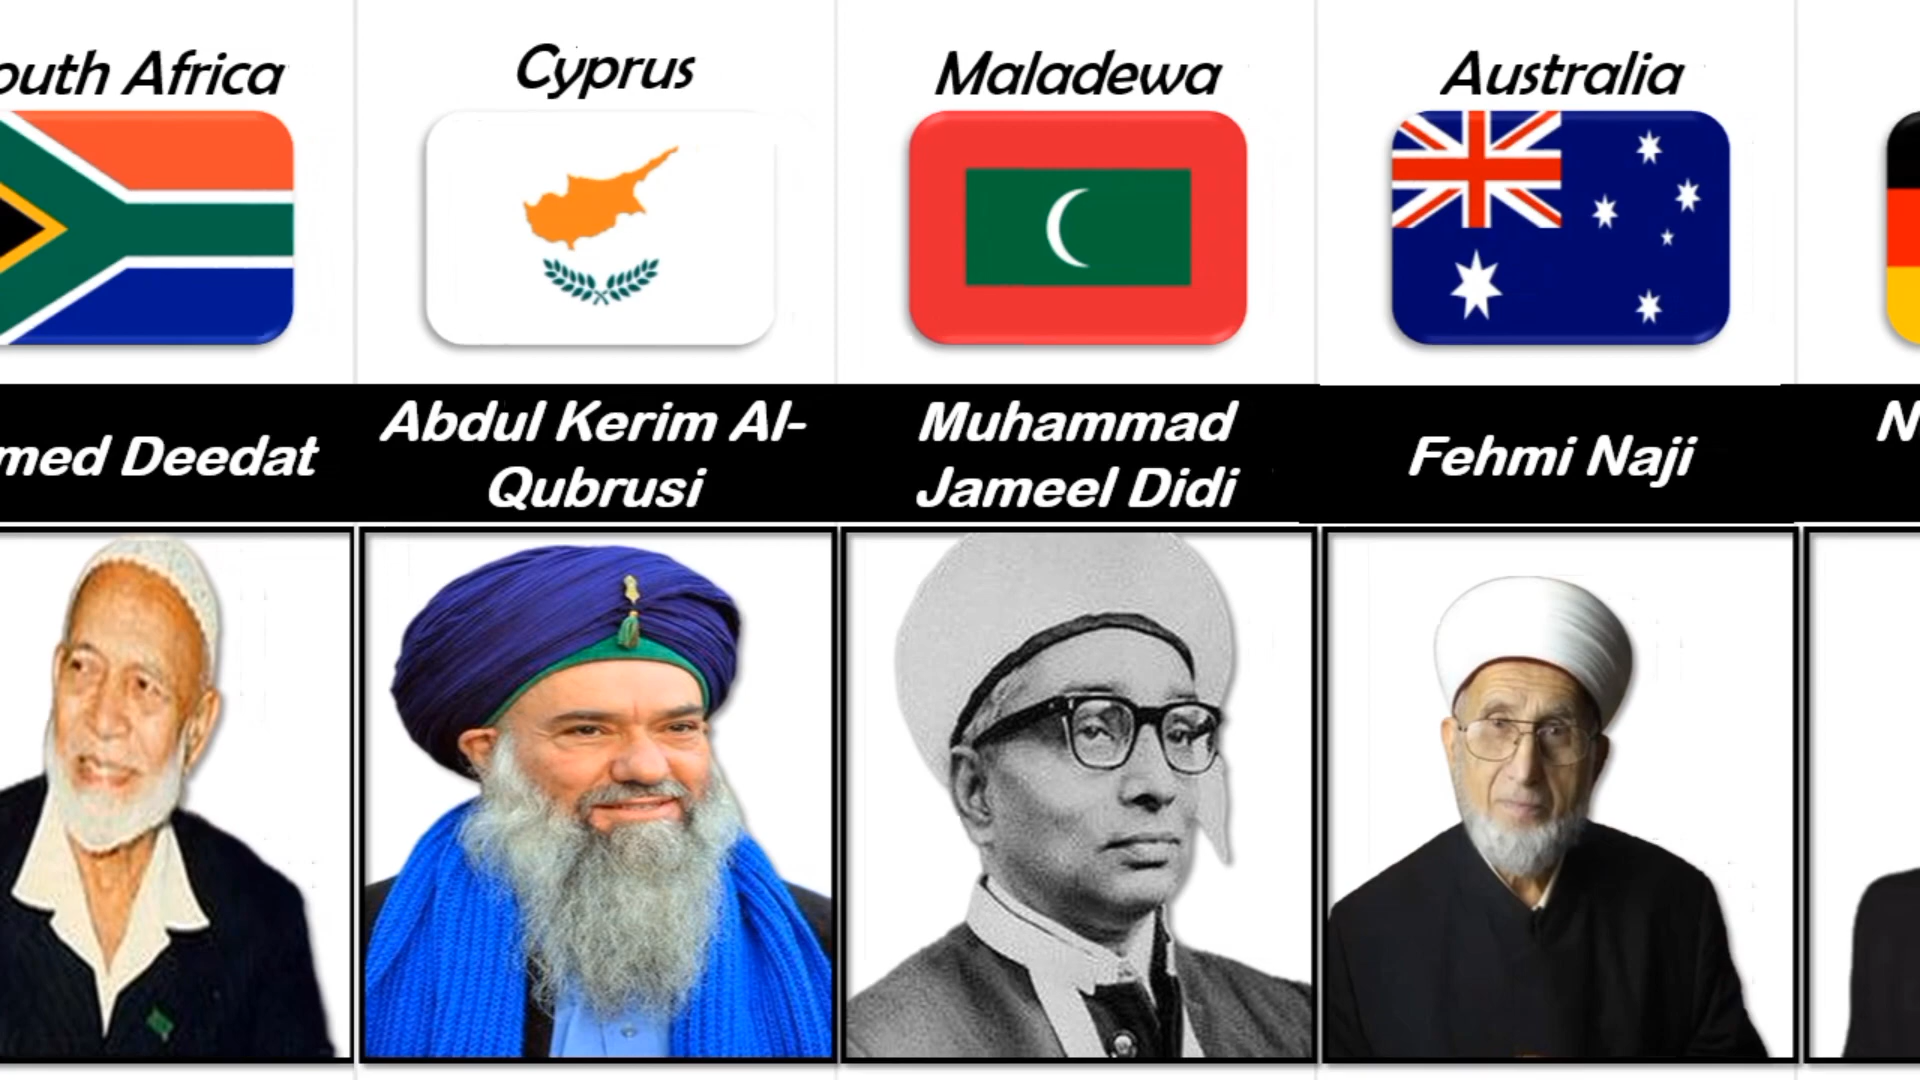 outh Africa
Cyprus
Maladewa
Australia
med Deedat
Abdul Kerim Al-
Qubrusi
Muhammad
Jameel Didi
Fehmi Naji
N